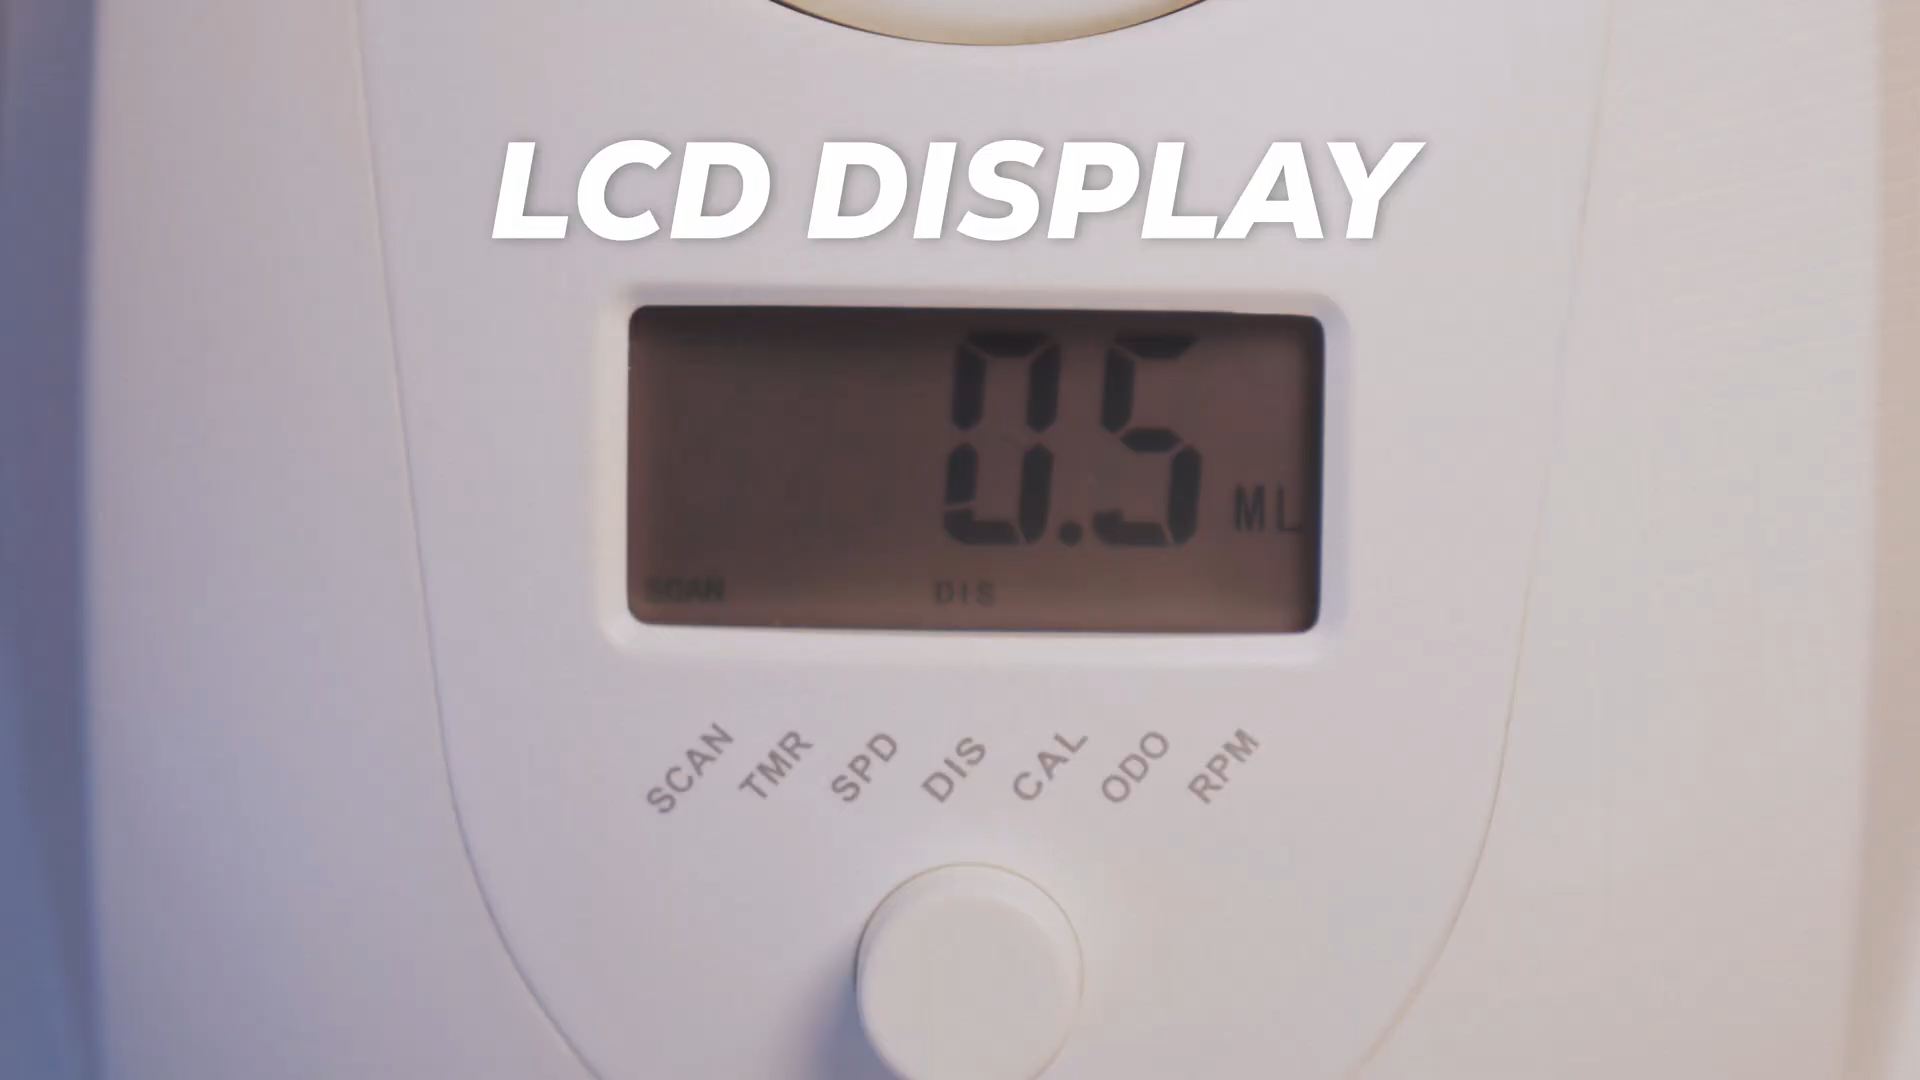 LCD DISPLAY
0.5 ML
SCAN DIS
SCAN TMR SPD DIS CAL ODO RPM